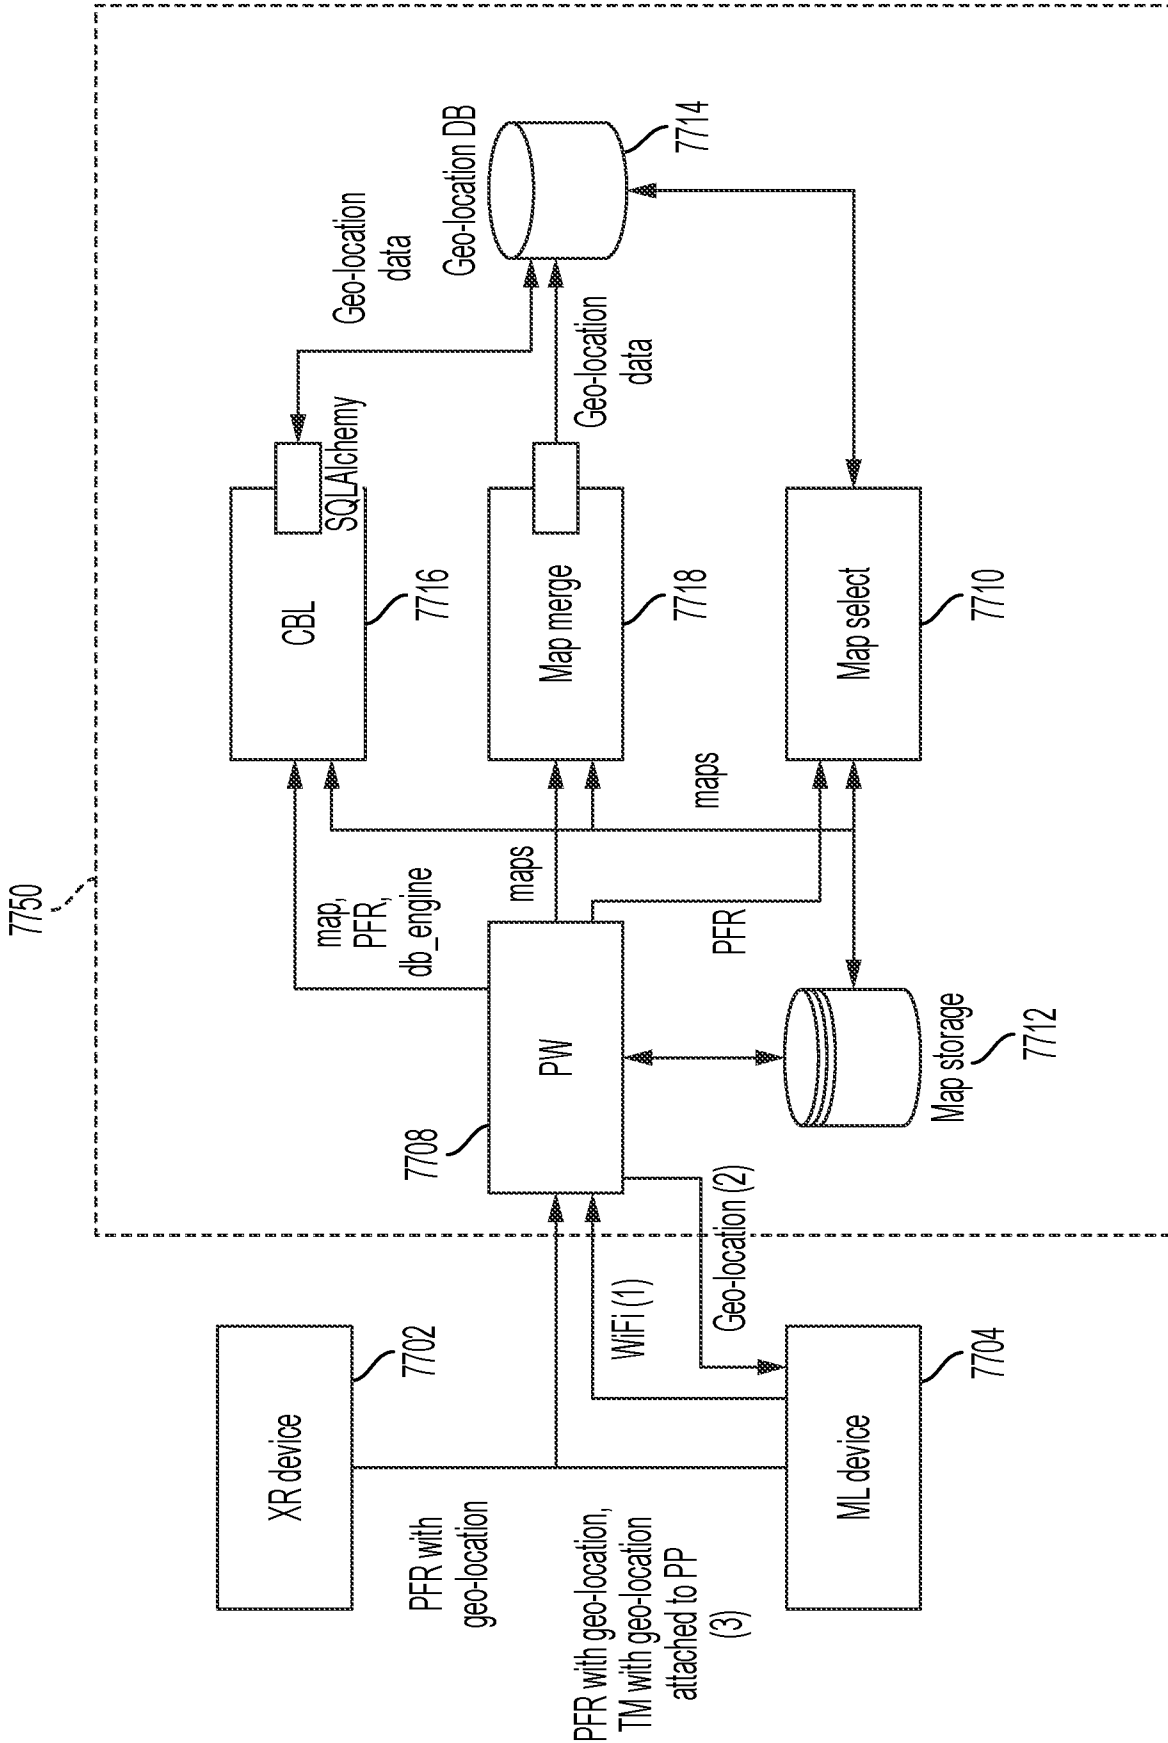 7750
XR device
7702
PFR with
geo-location
PFR with geo-location,
TM with geo-location
attached to PP
(3)
ML device
7704
WiFi (1)
Geo-location (2)
7708
PW
map,
PFR,
db_engine
maps
PFR
maps
Map storage
7712
CBL
SQLAlchemy
7716
Map merge
7718
Map select
7710
Geo-location
data
Geo-location DB
Geo-location
data
7714